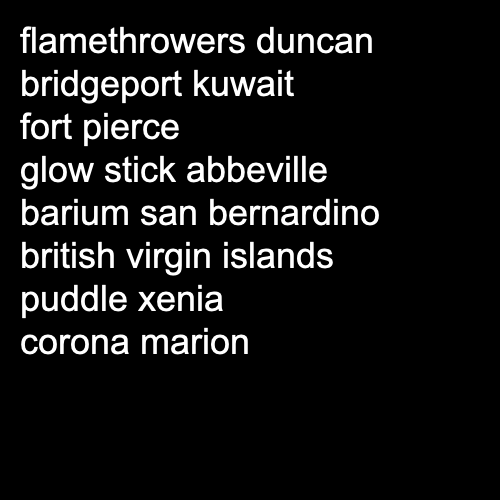 flamethrowers duncan
bridgeport kuwait
fort pierce
glow stick abbeville
barium san bernardino
british virgin islands
puddle xenia
corona marion